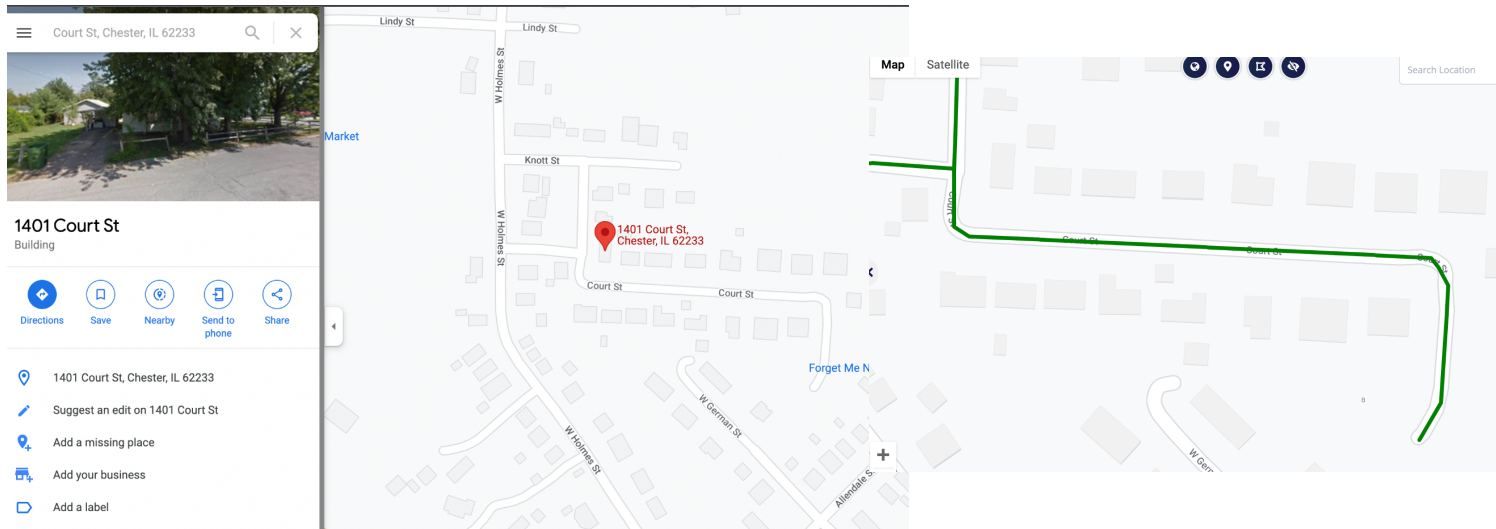 Court St, Chester, IL 62233
1401 Court St
Building
Directions
Save
Nearby
Send to
phone
Share
1401 Court St, Chester, IL 62233
Suggest an edit on 1401 Court St
Add a missing place
Add your business
Add a label
Lindy St
Lindy St
W Holmes St
Market
Knott St
W Holmes St
1401 Court St,
Chester, IL 62233
Court St
Court St
Forget Me N
W German St
W Holmes St
Allendale S
Map
Satellite
Search Location
Court S
Court St
Court St
Court St
W Germ